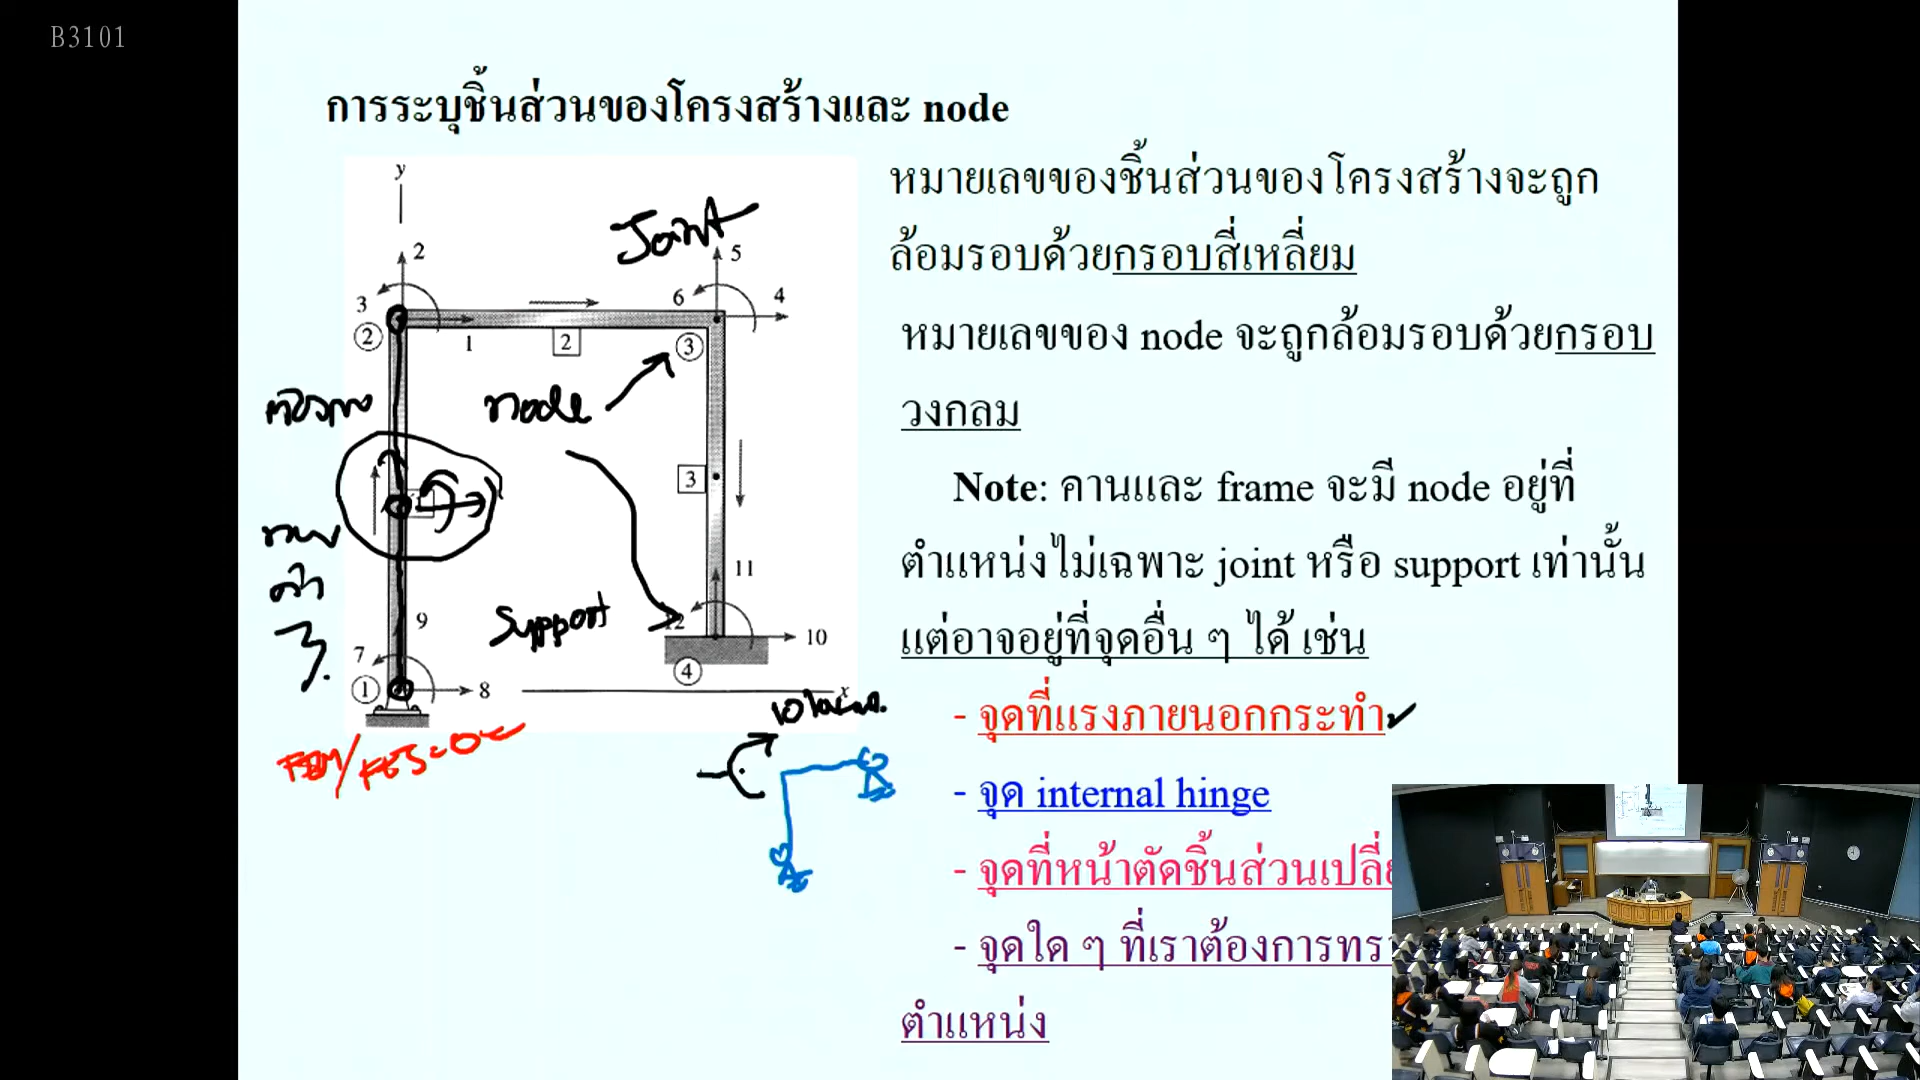 B3101
การระบุชิ้นส่วนของโครงสร้างและ node
หมายเลขของชิ้นส่วนของโครงสร้างจะถูก
ล้อมรอบด้วยกรอบสี่เหลี่ยม
หมายเลขของ node จะถูกล้อมรอบด้วยกรอบ
วงกลม
Note: คานและ frame จะมี node อยู่ที่
ตำแหน่งไม่เฉพาะ joint หรือ support เท่านั้น
แต่อาจอยู่ที่จุดอื่น ๆ ได้ เช่น
- จุดที่แรงภายนอกกระทำ
- จุด internal hinge
- จุดที่หน้าตัดชิ้นส่วนเปลี่
- จุดใด ๆ ที่เราต้องการทร
ตำแหน่ง
y
Joint
2
5
3
6
4
2
1
2
3
node
3
support
11
9
12
10
7
4
1
8
x